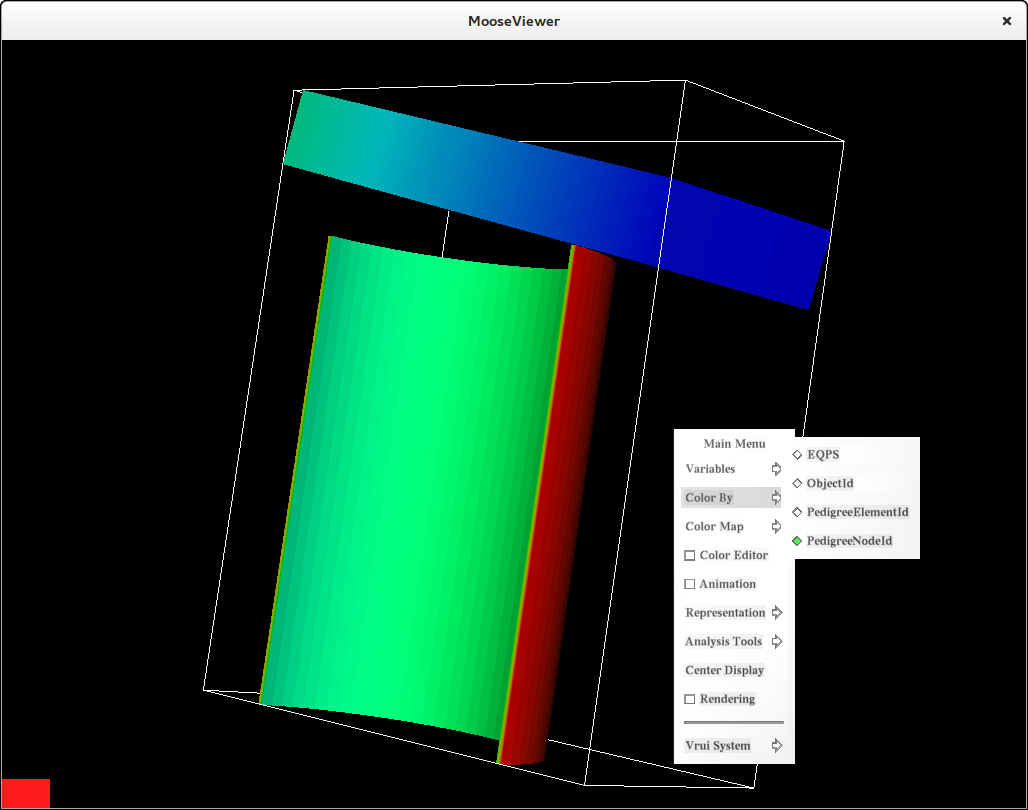 MooseViewer
Main Menu
Variables
Color By
Color Map
Color Editor
Animation
Representation
Analysis Tools
Center Display
Rendering
Vrui System
EQPS
ObjectId
PedigreeElementId
PedigreeNodeId